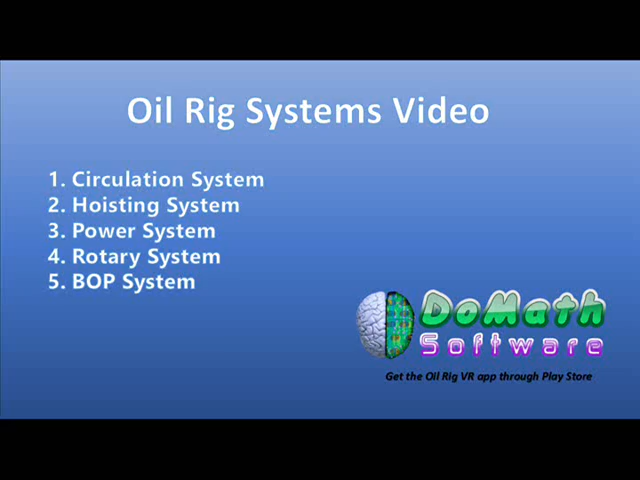 Oil Rig Systems Video
1. Circulation System
2. Hoisting System
3. Power System
4. Rotary System
5. BOP System
DoMath
Software
Get the Oil Rig VR app through Play Store